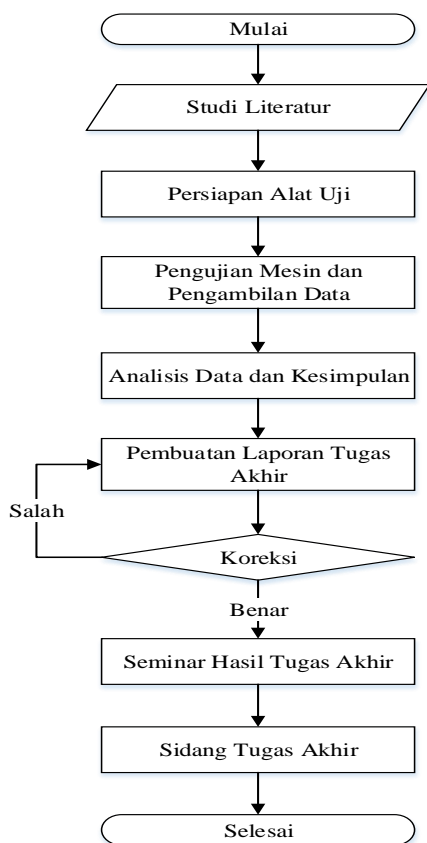 Mulai
Studi Literatur
Persiapan Alat Uji
Pengujian Mesin dan
Pengambilan Data
Analisis Data dan Kesimpulan
Pembuatan Laporan Tugas
Akhir
Salah
Koreksi
Benar
Seminar Hasil Tugas Akhir
Sidang Tugas Akhir
Selesai